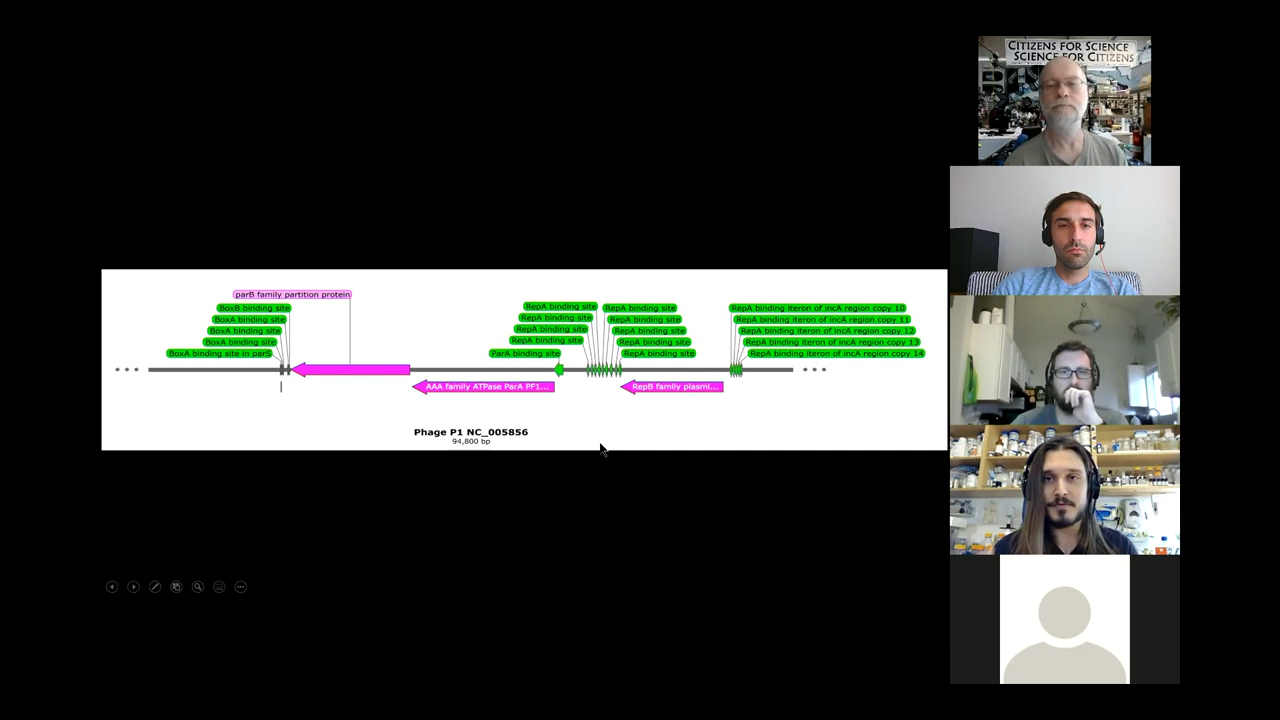 CITIZENS FOR SCIENCE
SCIENCE FOR CITIZENS
parB family partition protein
BoxB binding site
BoxA binding site
BoxA binding site
BoxA binding site
BoxA binding site in parS
RepA binding site
RepA binding site
RepA binding site
RepA binding site
ParA binding site
RepA binding site
RepA binding site
RepA binding site
RepA binding site
RepA binding site
RepA binding iteron of incA region copy 10
RepA binding iteron of incA region copy 11
RepA binding iteron of incA region copy 12
RepA binding iteron of incA region copy 13
RepA binding iteron of incA region copy 14
AAA family ATPase ParA PF1...
RepB family plasmi...
Phage P1 NC_005856
94,800 bp